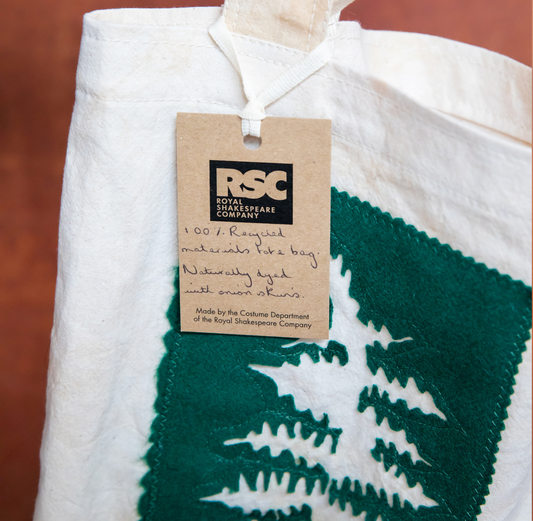 RSC
ROYAL
SHAKESPEARE
COMPANY
100% Recycled
materials tote bag.
Naturally dyed
with onion skins.
Made by the Costume Department
of the Royal Shakespeare Company